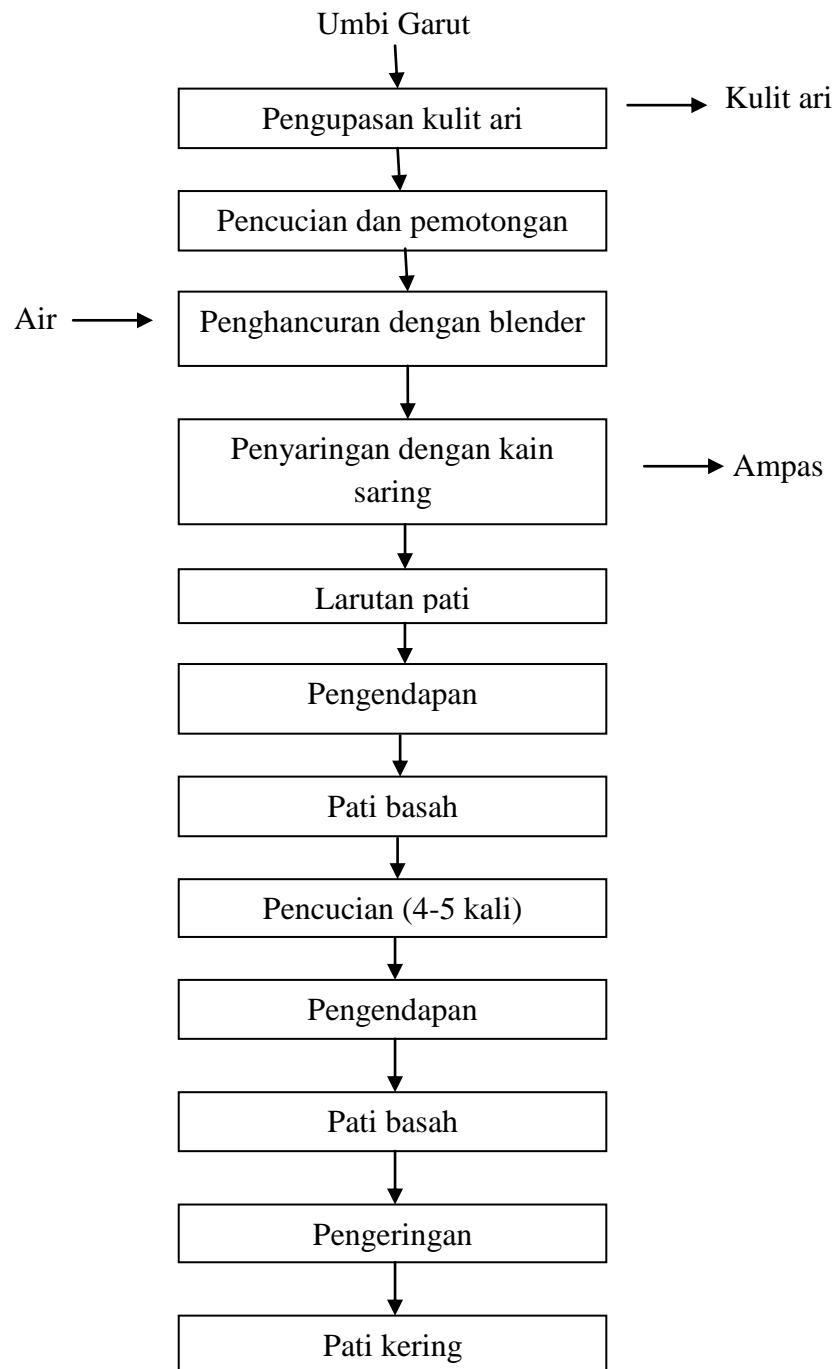 Umbi Garut
Pengupasan kulit ari
Kulit ari
Pencucian dan pemotongan
Air
Penghancuran dengan blender
Penyaringan dengan kain
saring
Ampas
Larutan pati
Pengendapan
Pati basah
Pencucian (4-5 kali)
Pengendapan
Pati basah
Pengeringan
Pati kering